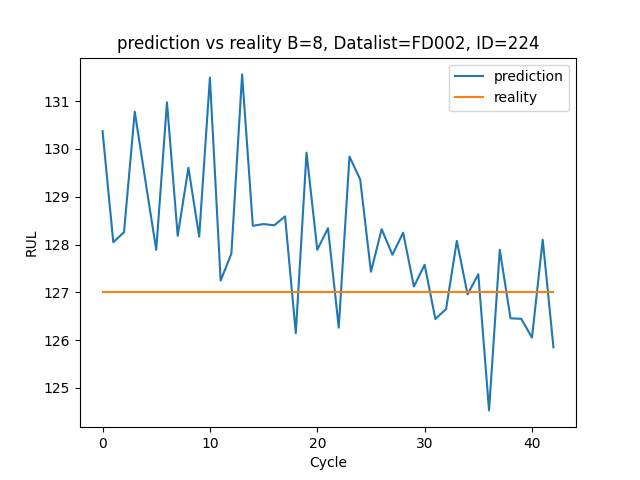 prediction vs reality B=8, Datalist=FD002, ID=224
prediction
reality
131
130
129
128
127
126
125
RUL
0 10 20 30 40
Cycle